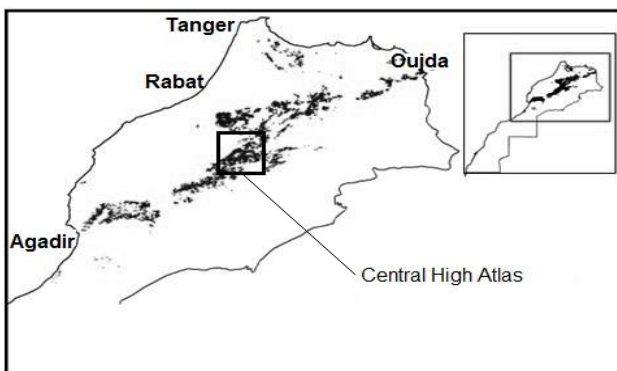 Tanger
Oujda
Rabat
Agadir
Central High Atlas